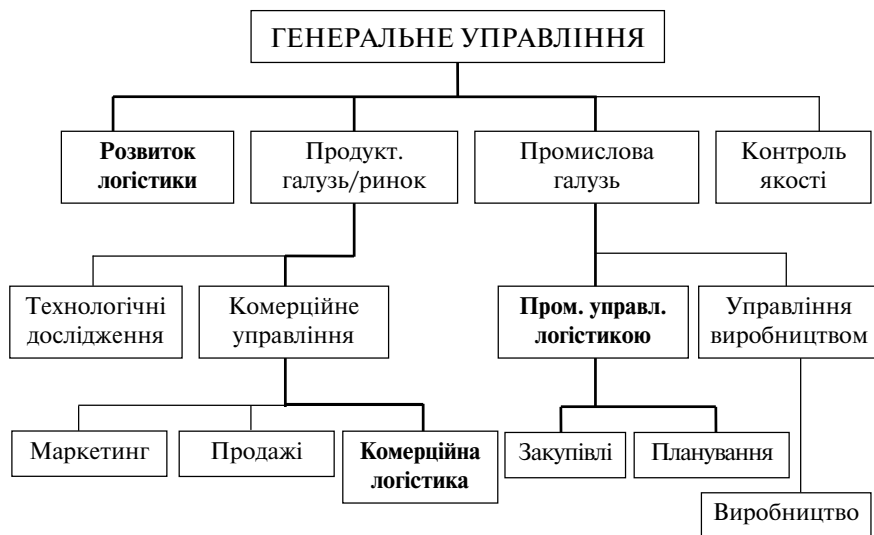 ГЕНЕРАЛЬНЕ УПРАВЛІННЯ
Розвиток
логістики
Продукт.
галузь/ринок
Промислова
галузь
Контроль
якості
Технологічні
дослідження
Комерційне
управління
Пром. управл.
логістикою
Управління
виробництвом
Маркетинг
Продажі
Комерційна
логістика
Закупівлі
Планування
Виробництво